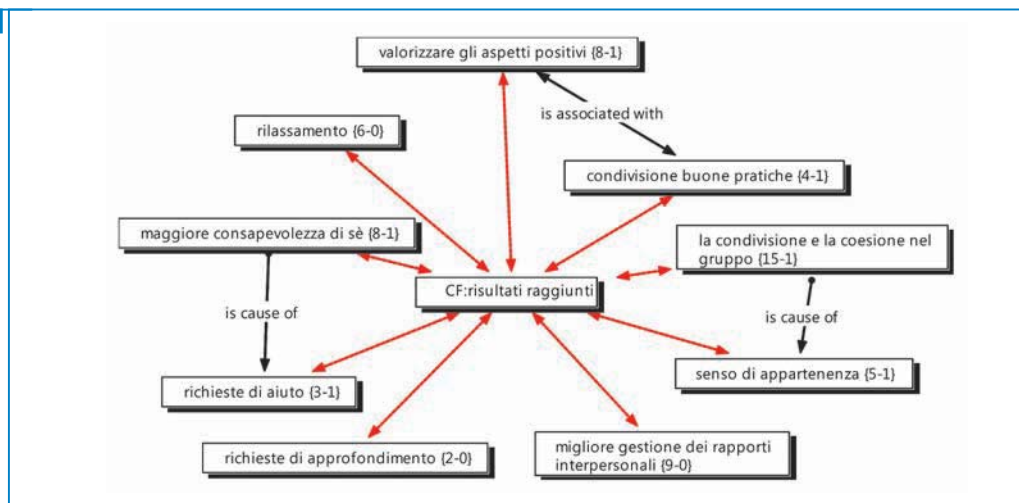 valorizzare gli aspetti positivi {8-1}
is associated with
rilassamento {6-0}
condivisione buone pratiche {4-1}
maggiore consapevolezza di sè {8-1}
la condivisione e la coesione nel
gruppo {15-1}
CF:risultati raggiunti
is cause of
is cause of
richieste di aiuto {3-1}
senso di appartenenza {5-1}
richieste di approfondimento {2-0}
migliore gestione dei rapporti
interpersonali {9-0}